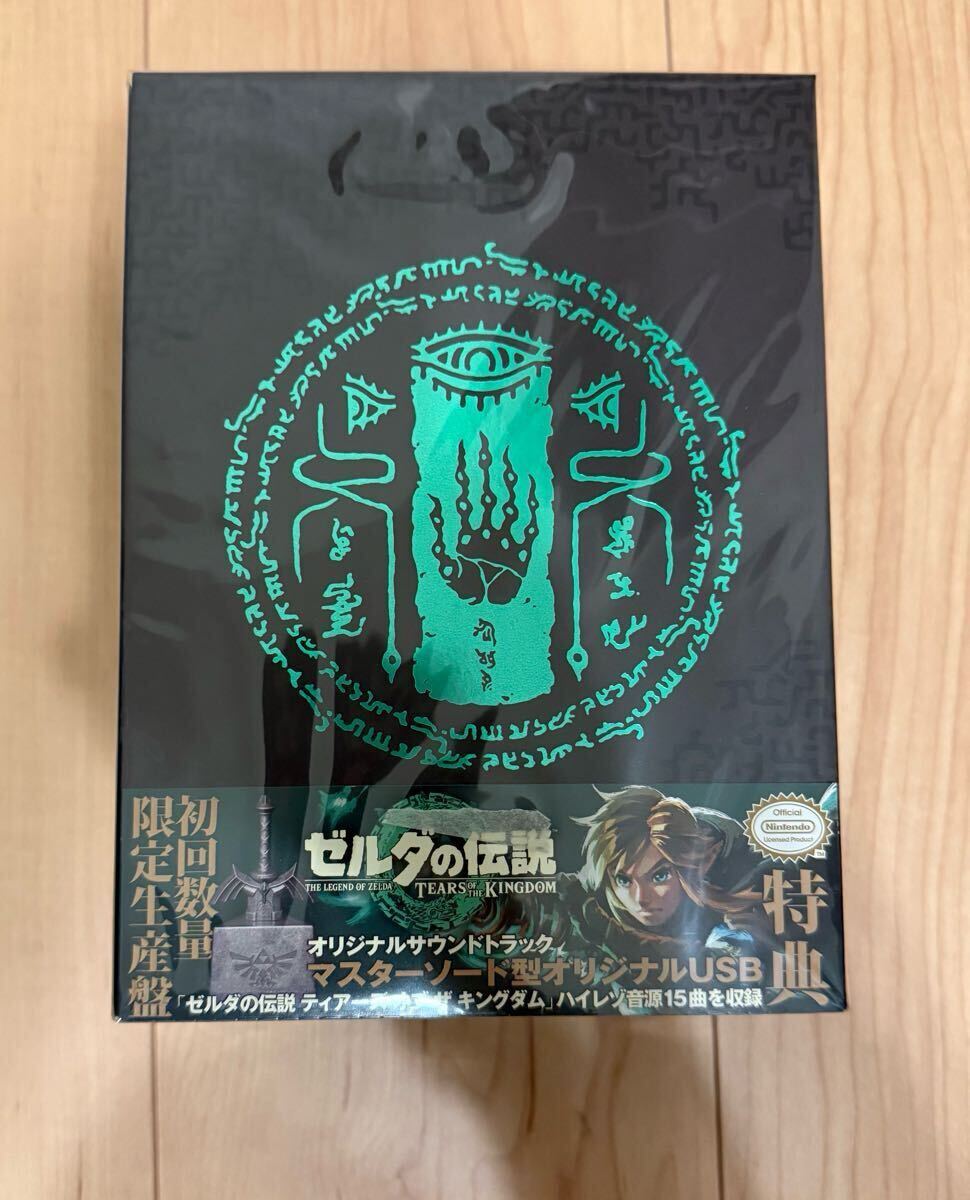 初回数量
限定生産盤
ゼルダの伝説
THE LEGEND OF ZELDA
TEARS OF THE KINGDOM
オリジナルサウンドトラック
マスターソード型オリジナルUSB
「ゼルダの伝説 ティアーズ オブ ザ キングダム」ハイレゾ音源15曲を収録
特典
Official
Nintendo
Licensed Product
TM